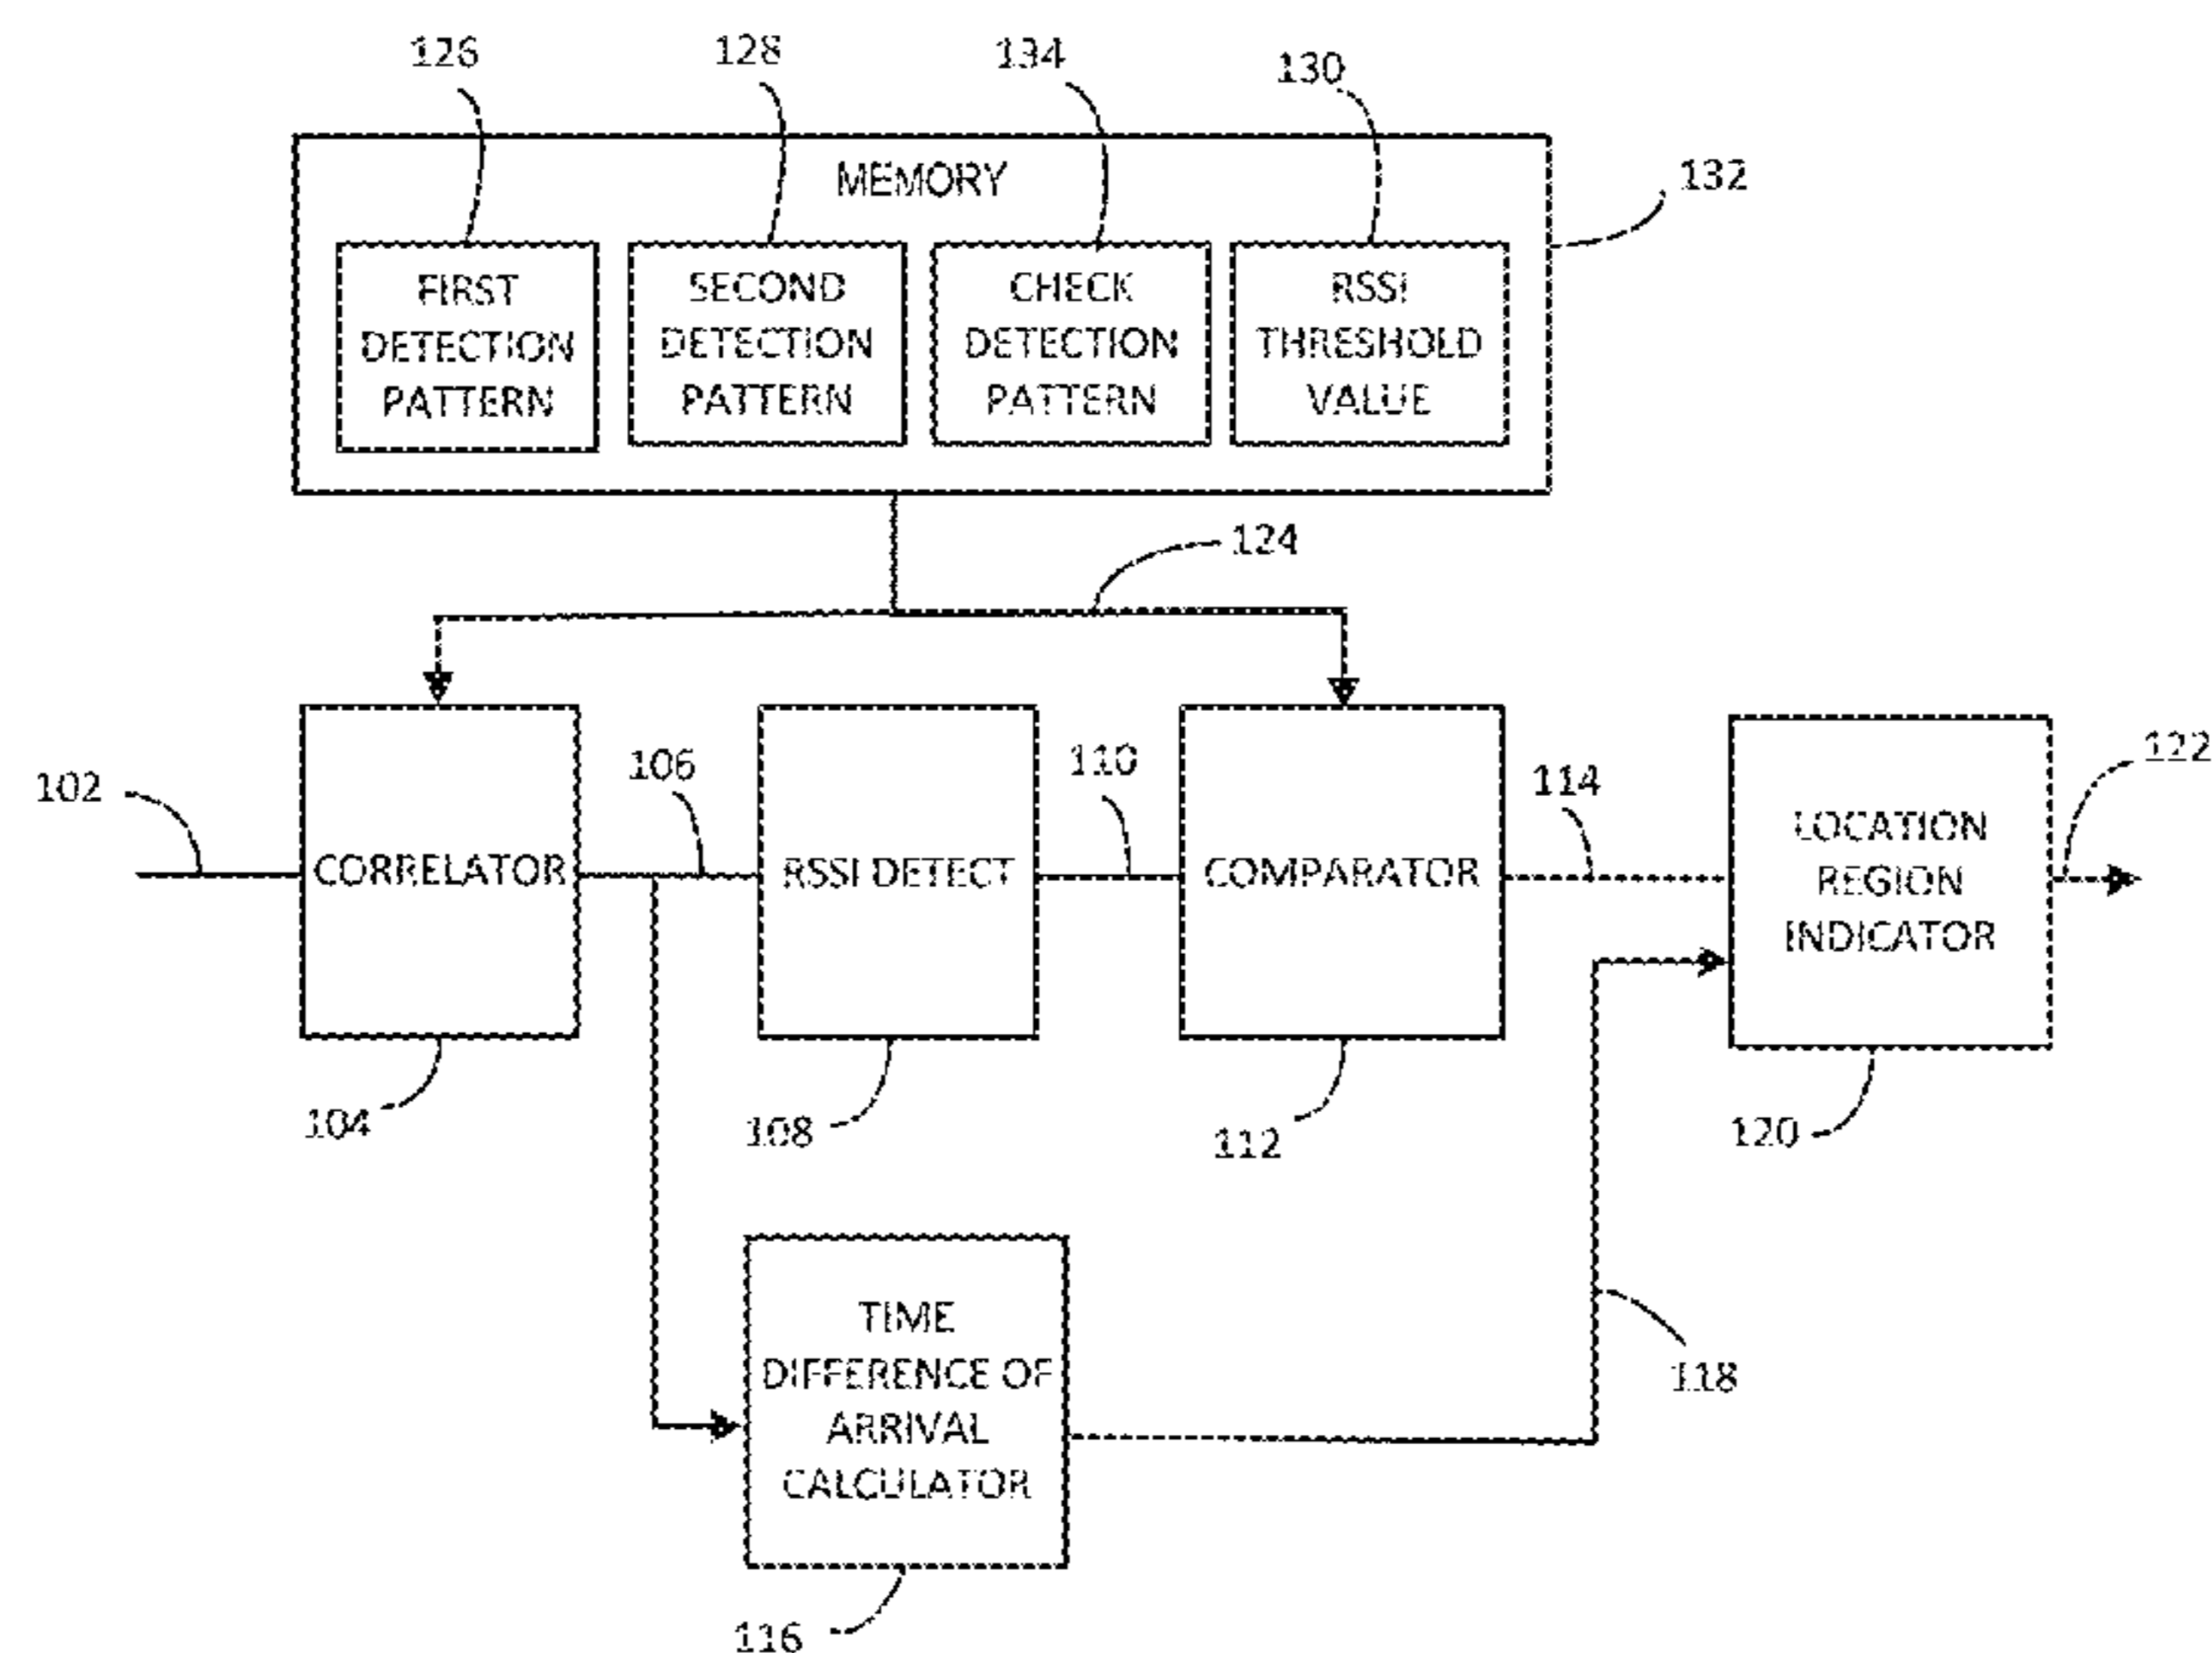 126
128
134
130
MEMORY
132
FIRST
DETECTION
PATTERN
SECOND
DETECTION
PATTERN
CHECK
DETECTION
PATTERN
RSSI
THRESHOLD
VALUE
124
102
CORRELATOR
106
RSSI DETECT
110
COMPARATOR
114
LOCATION
REGION
INDICATOR
122
104
108
112
120
TIME
DIFFERENCE OF
ARRIVAL
CALCULATOR
118
116